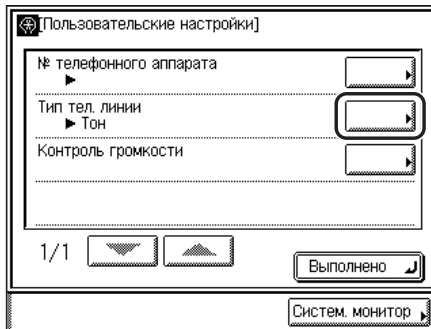 [Пользовательские настройки]
№ телефонного аппарата
►
Тип тел. линии
► Тон
Контроль громкости
1/1
Выполнено
Систем. монитор